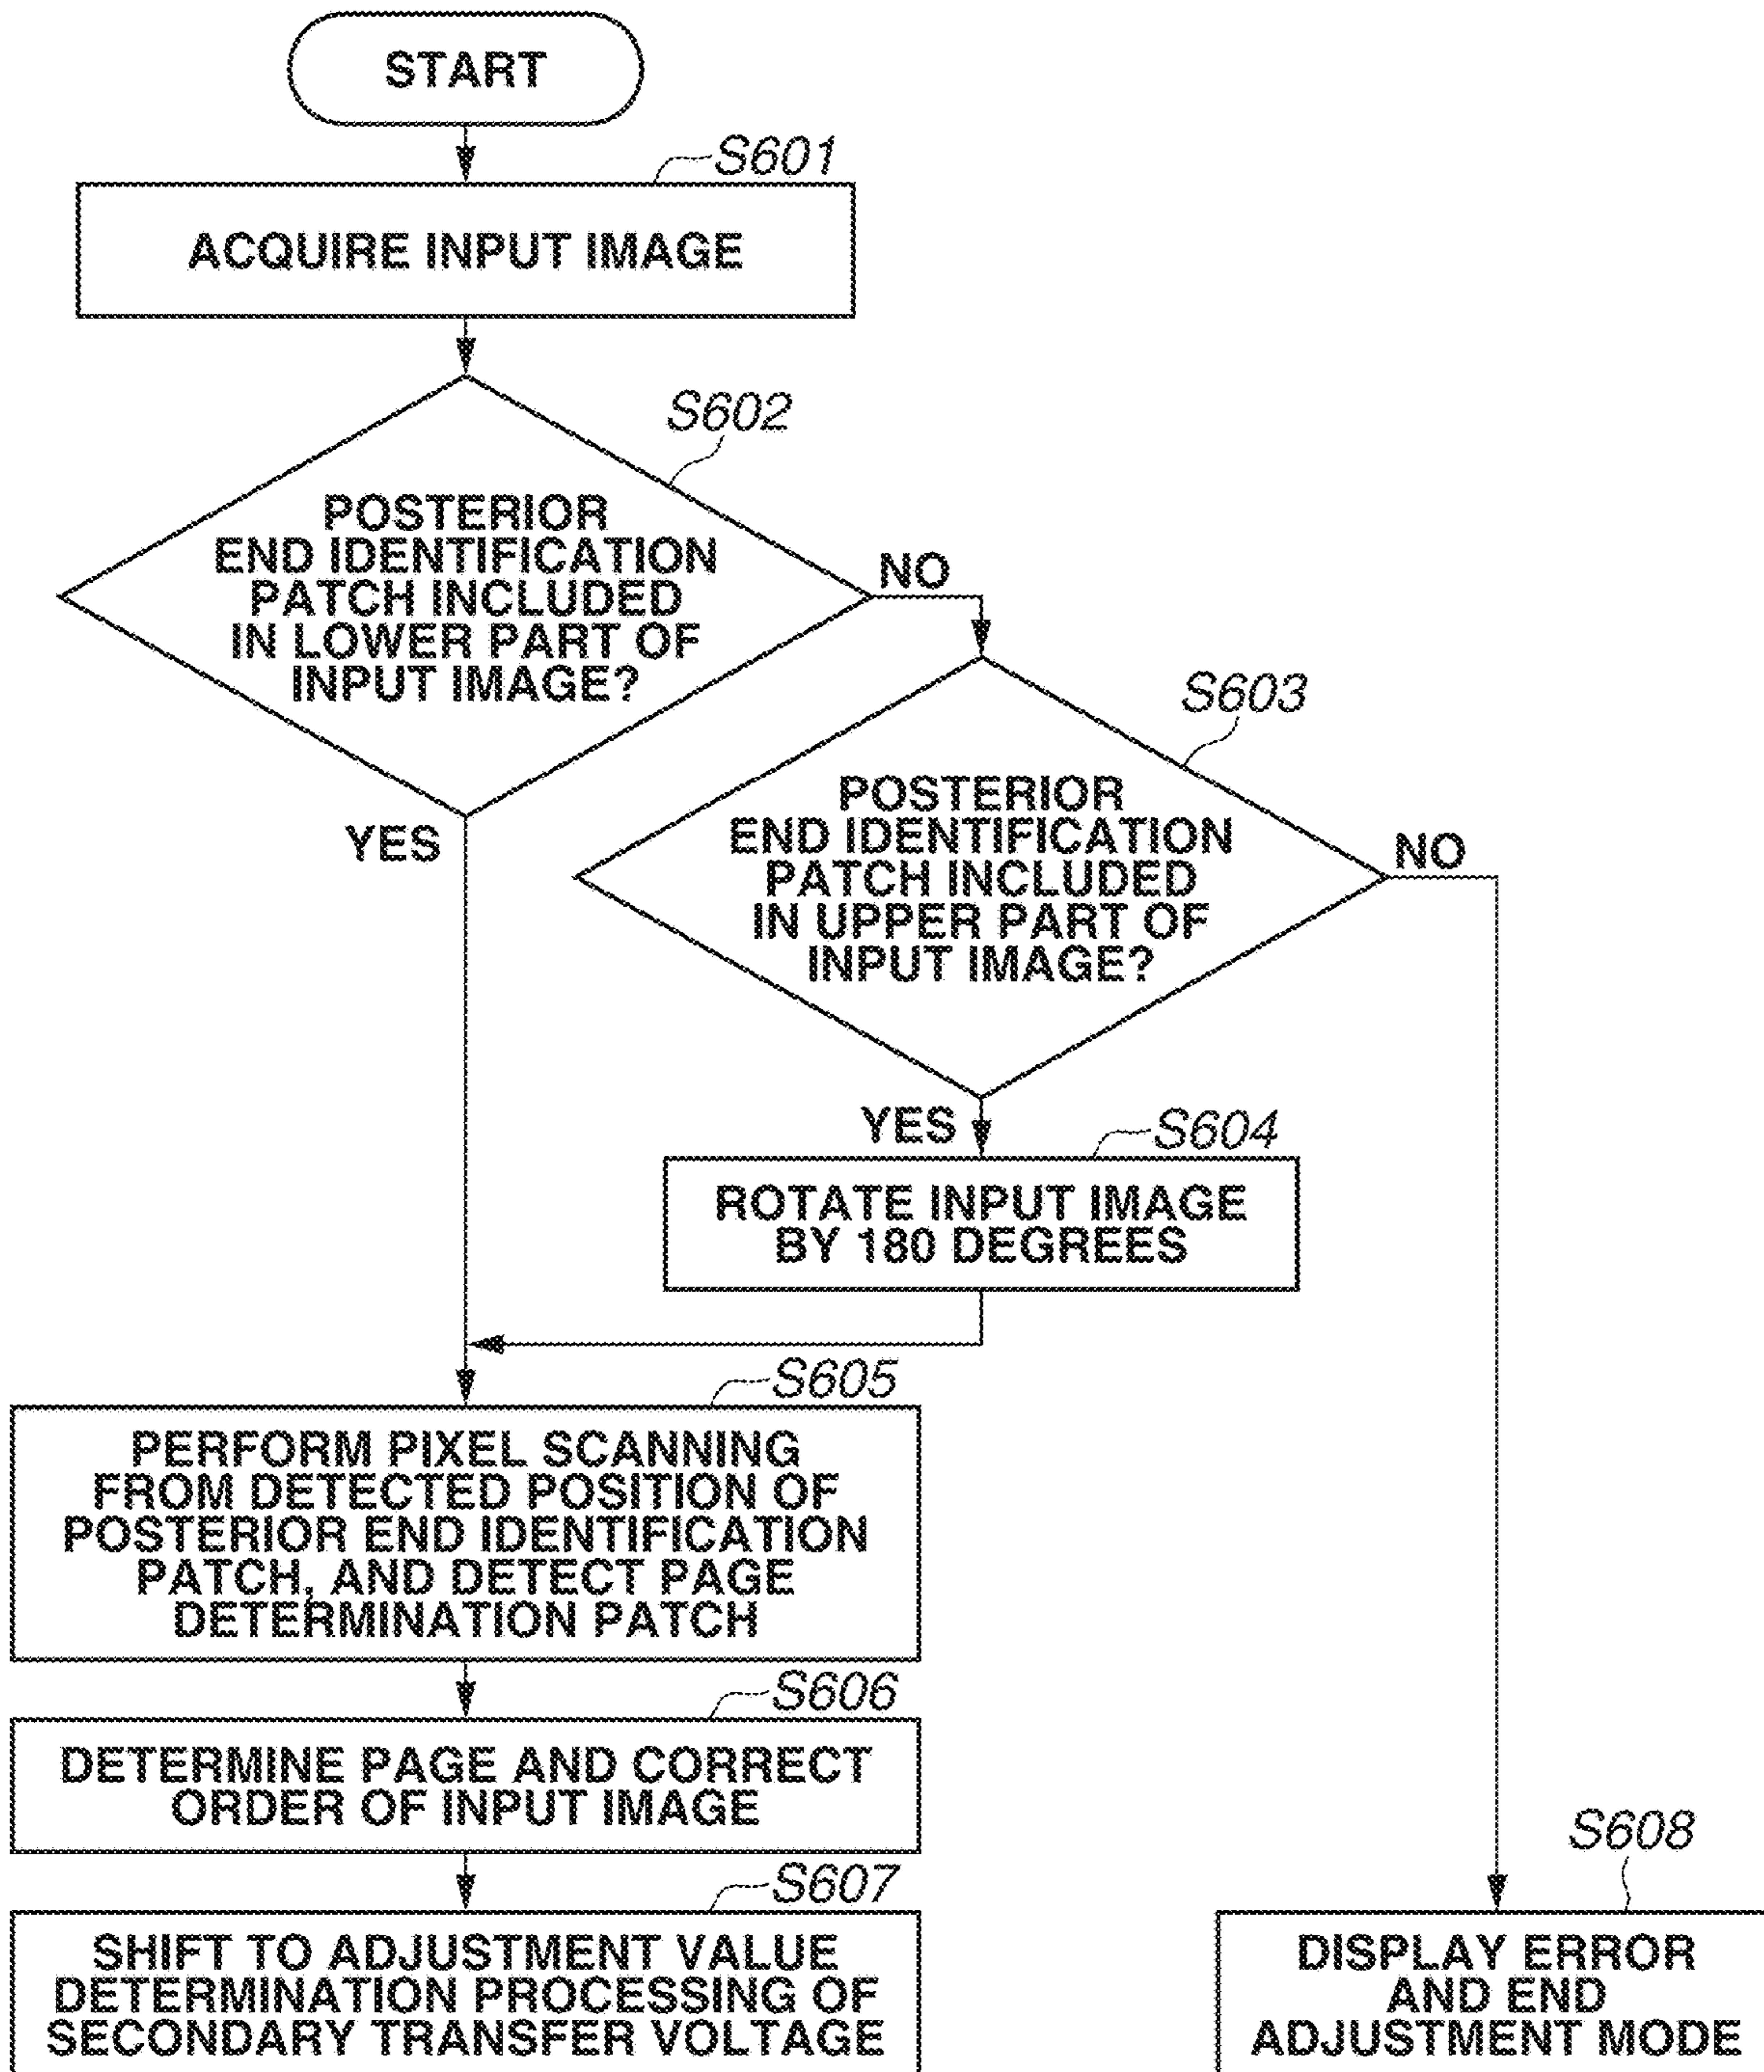 START
S601
ACQUIRE INPUT IMAGE
S602
POSTERIOR
END IDENTIFICATION
PATCH INCLUDED
IN LOWER PART OF
INPUT IMAGE?
NO
YES
S603
POSTERIOR
END IDENTIFICATION
PATCH INCLUDED
IN UPPER PART OF
INPUT IMAGE?
NO
YES
S604
ROTATE INPUT IMAGE
BY 180 DEGREES
S605
PERFORM PIXEL SCANNING
FROM DETECTED POSITION OF
POSTERIOR END IDENTIFICATION
PATCH, AND DETECT PAGE
DETERMINATION PATCH
S606
DETERMINE PAGE AND CORRECT
ORDER OF INPUT IMAGE
S607
SHIFT TO ADJUSTMENT VALUE
DETERMINATION PROCESSING OF
SECONDARY TRANSFER VOLTAGE
S608
DISPLAY ERROR
AND END
ADJUSTMENT MODE